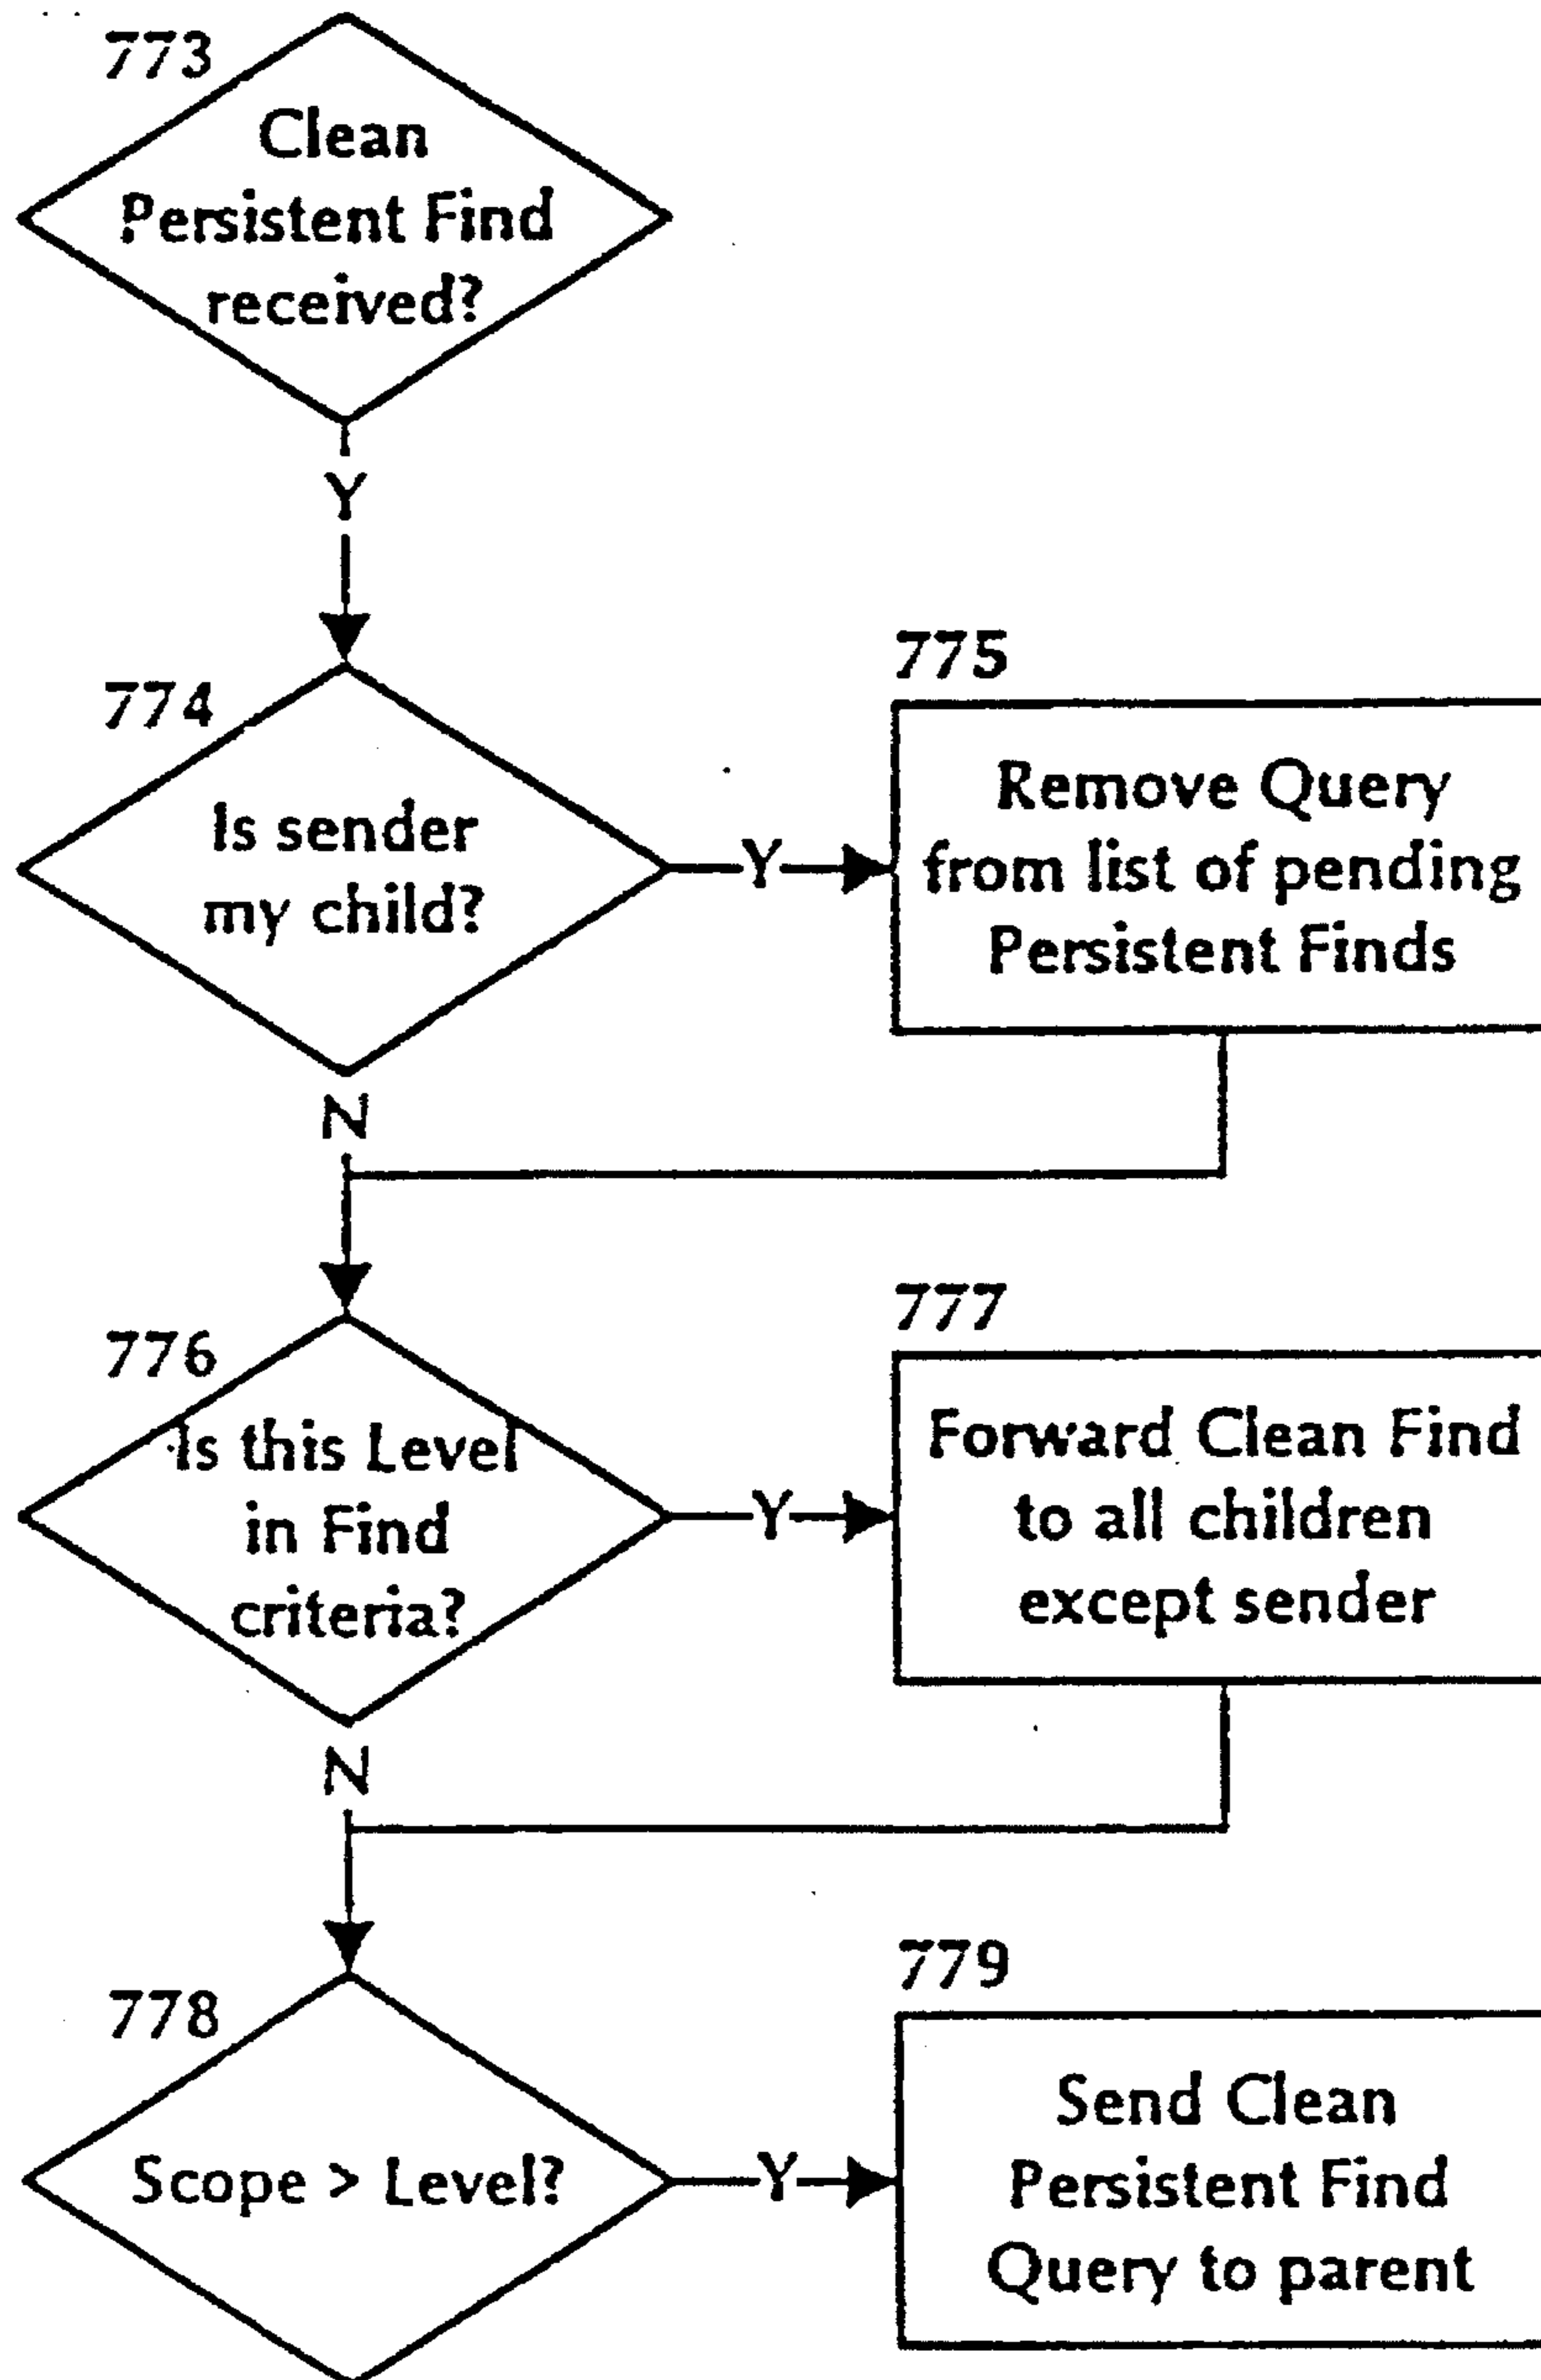 773
Clean
Persistent Find
received?
Y
774
Is sender
my child?
Y
775
Remove Query
from list of pending
Persistent Finds
N
776
Is this Level
in Find
criteria?
Y
777
Forward Clean Find
to all children
except sender
N
778
Scope > Level?
Y
779
Send Clean
Persistent Find
Query to parent